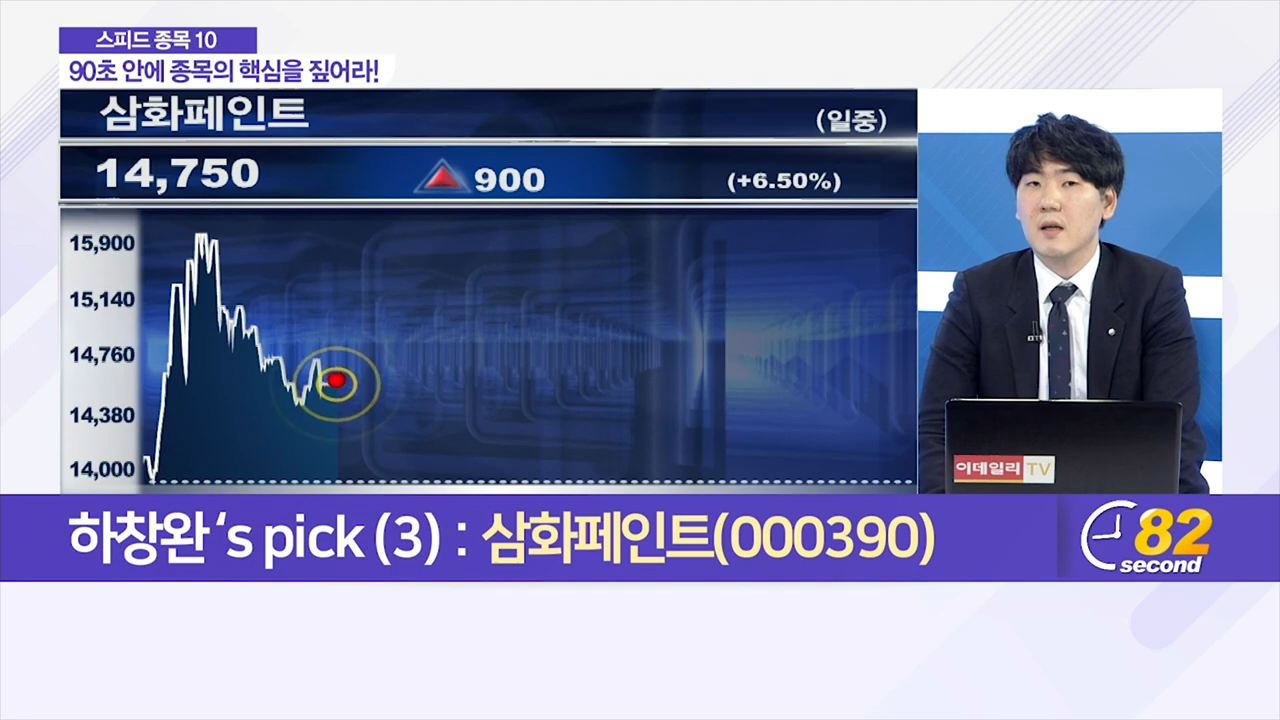 스피드 종목 10
90초 안에 종목의 핵심을 짚어라!
삼화페인트 (일중)
14,750 900 (+6.50%)
15,900
15,140
14,760
14,380
14,000
이데일리 TV
하창완 ‘s pick (3) : 삼화페인트(000390)
82
second